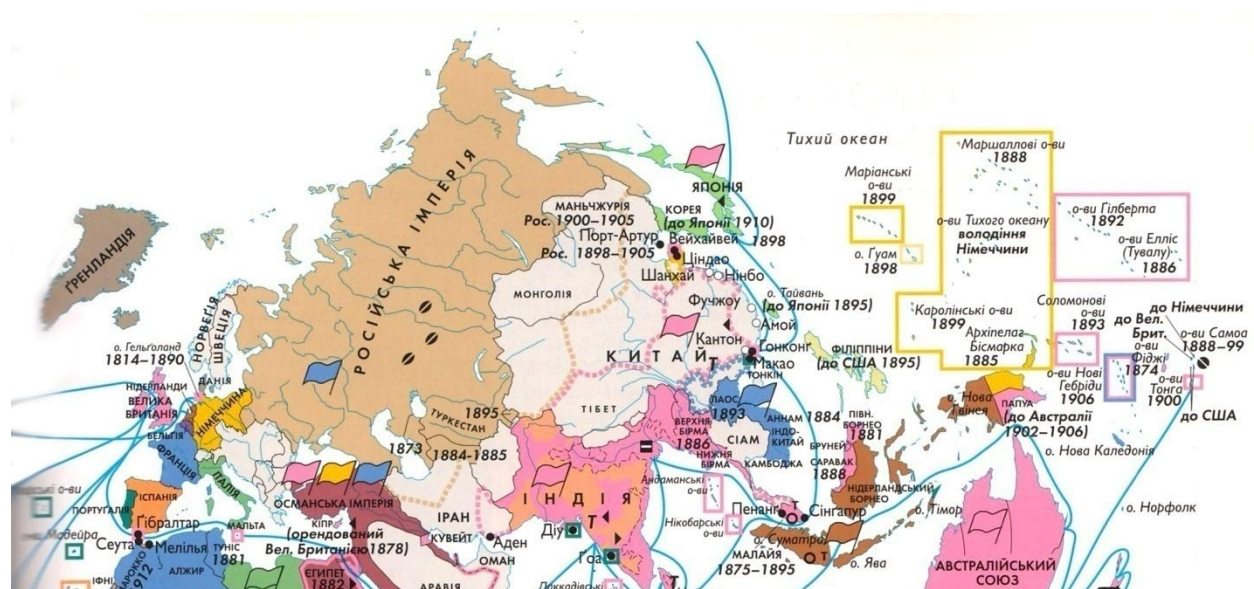 Тихий океан
Маршаллові о-ви
1888
Маріанські
о-ви
1899
о-ви Гілберта
1892
о-ви Тихого океану
володіння
Німеччини
о-ви Елліс
(Тувалу)
1886
о. Гуам
1898
ЯПОНІЯ
КОРЕЯ
(до Японії 1910)
МАНЬЧЖУРІЯ
Рос. 1900–1905
Порт-Артур
Рос. 1898–1905
Вейхайвей
1898
Ціндао
Шанхай
Нінбо
РОСІЙСЬКА ІМПЕРІЯ
ҐРЕНЛАНДІЯ
МОНГОЛІЯ
Фучжоу
о. Тайвань
(до Японії 1895)
Амой
Кантон
Гонконг
Макао
КИТАЙ
Т
ТОНКІН
ФІЛІППІНИ
(до США 1895)
Каролінські о-ви
1899
Архіпелаг
Бісмарка
1885
Соломонові
о-ви
1893
до Німеччини
до Вел.
Брит.
о-ви Самоа
1888–99
о-ви
Фіджі
1874
о-ви Нові
Гебриди
1906
о-ви
Тонга
1900
до США
НОРВЕГІЯ
ШВЕЦІЯ
о. Гельґоланд
1814–1890
ДАНІЯ
НІДЕРЛАНДИ
ВЕЛИКА
БРИТАНІЯ
НІМЕЧЧИНА
БЕЛЬГІЯ
ФРАНЦІЯ
ІТАЛІЯ
ІСПАНІЯ
ПОРТУГАЛІЯ
Ґібралтар
Сеута
Мелілья
МАЛЬТА
ТУНІС
1881
о-ви
Мадейра
ІФНІ
МАРОККО
1912
АЛЖИР
1895
ТУРКЕСТАН
1873
1884-1885
ТІБЕТ
ОСМАНСЬКА ІМПЕРІЯ
КІПР
(орендований
Вел. Британією1878)
ЄГИПЕТ
1882
ІРАН
КУВЕЙТ
Аден
ОМАН
АРАВІЯ
ІНДІЯ
Т
Діу
Гоа
Лаккадівські
Т
ВЕРХНЯ
БІРМА
1886
НИЖНЯ
БІРМА
ЛАОС
1893
АННАМ
1884
ІНДО-
КИТАЙ
СІАМ
КАМБОДЖА
Андаманські
о-ви
Нікобарські
о-ви
Пенанг
Т
Сінгапур
МАЛАЙЯ
1875–1895
о. Суматра
Т
о. Ява
ПІВН.
БОРНЕО
1881
БРУНЕЙ
САРАВАК
1888
НІДЕРЛАНДСЬКИЙ
БОРНЕО
о. Тімор
о. Нова
Гвінея
ПАПУА
(до Австралії
1902–1906)
о. Нова Каледонія
о. Норфолк
АВСТРАЛІЙСЬКИЙ
СОЮЗ